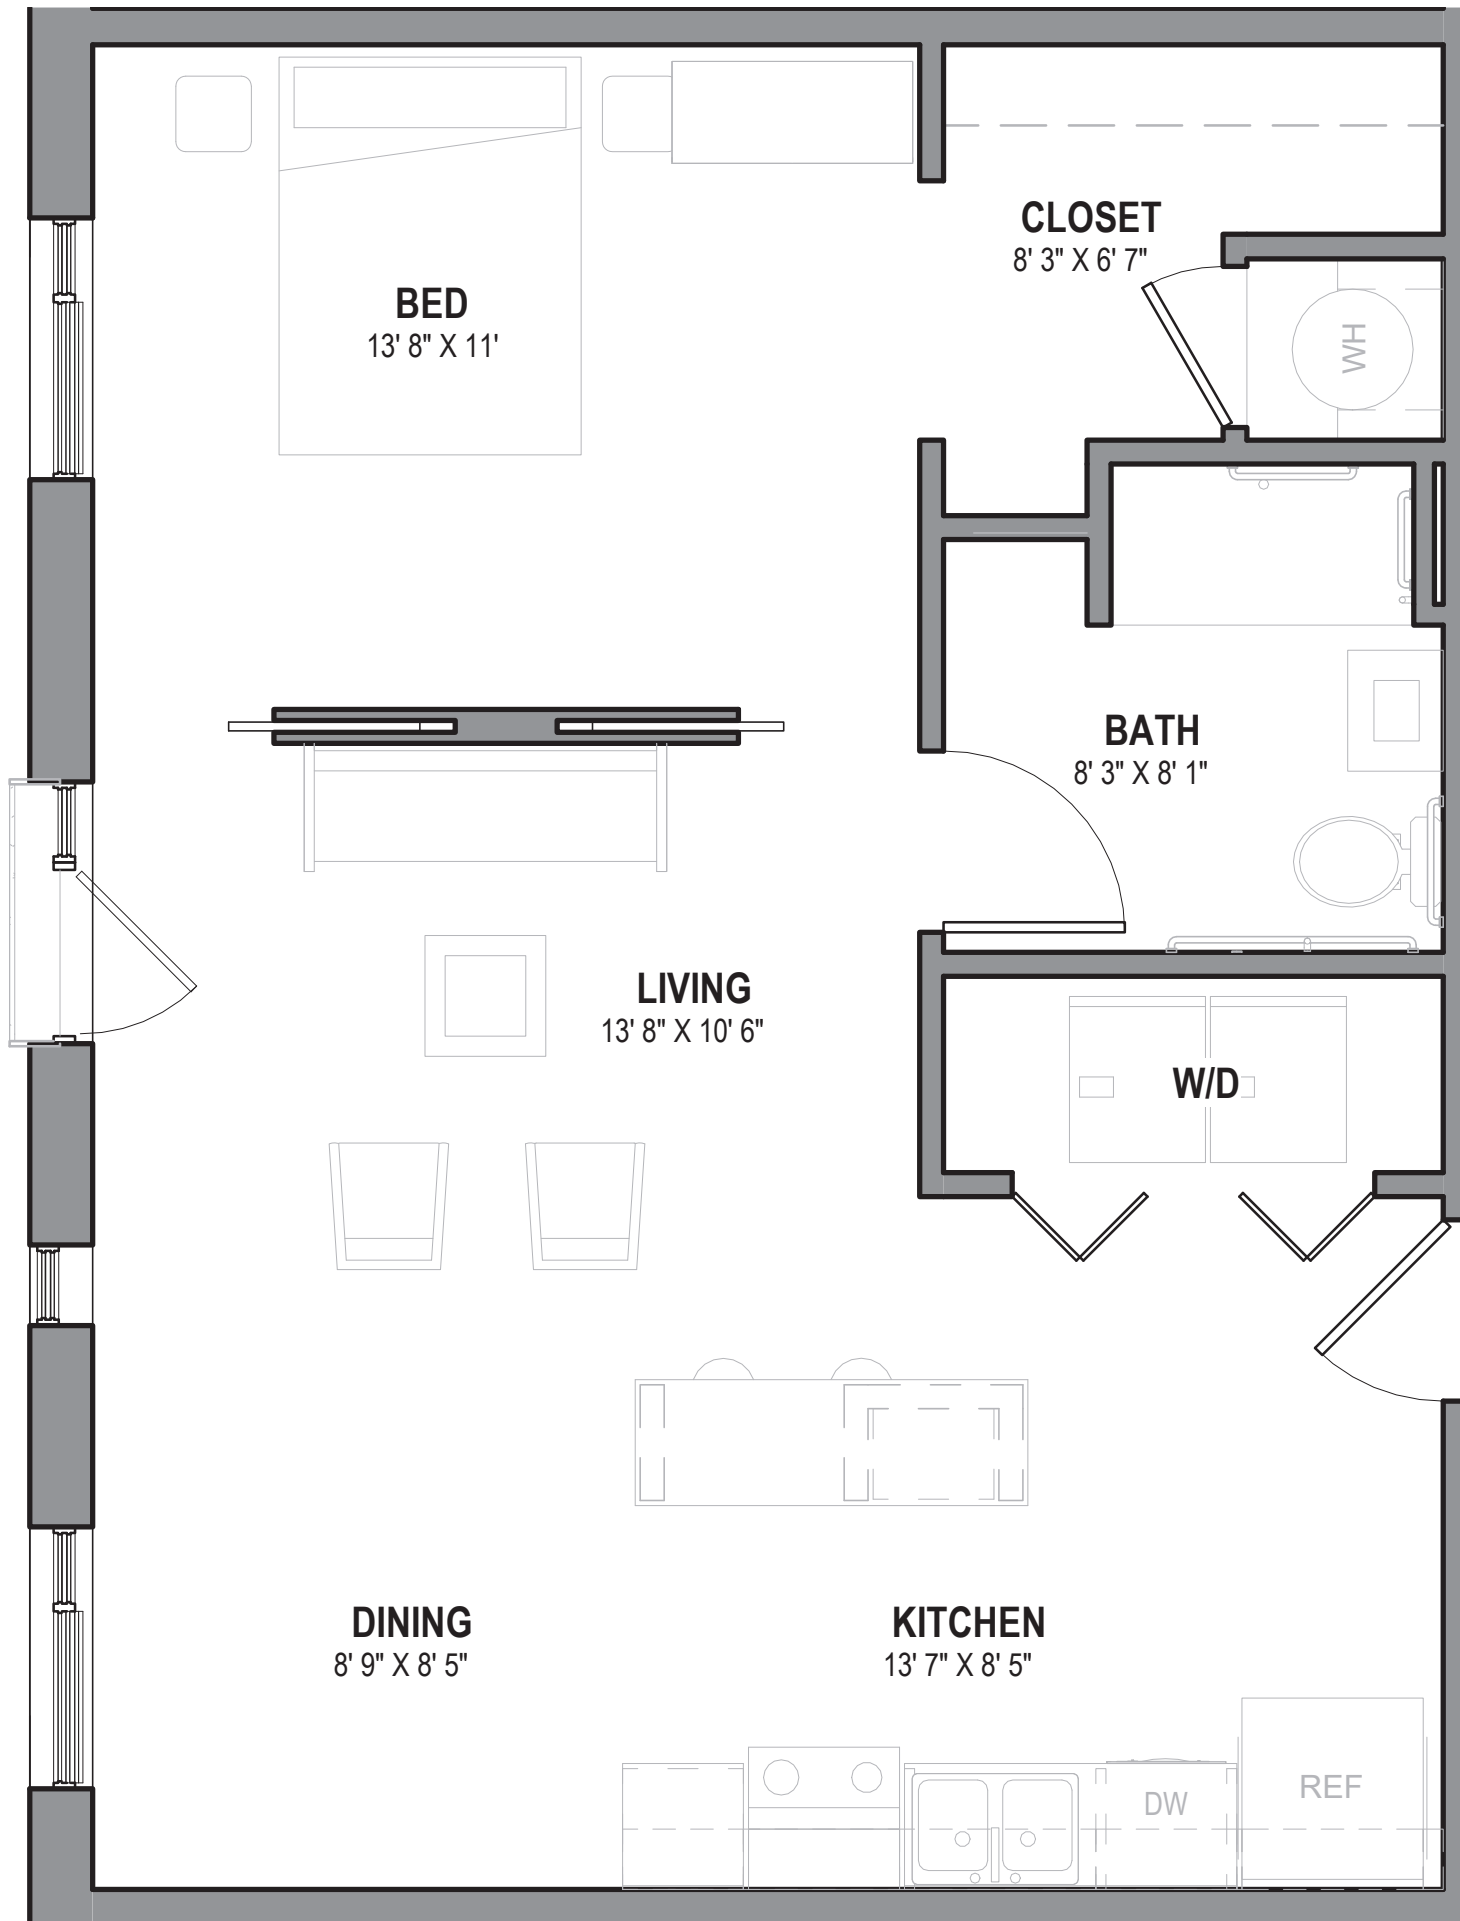 CLOSET
8' 3" X 6' 7"
BED
13' 8" X 11'
WH
BATH
8' 3" X 8' 1"
LIVING
13' 8" X 10' 6"
W/D
DINING
8' 9" X 8' 5"
KITCHEN
13' 7" X 8' 5"
REF
DW